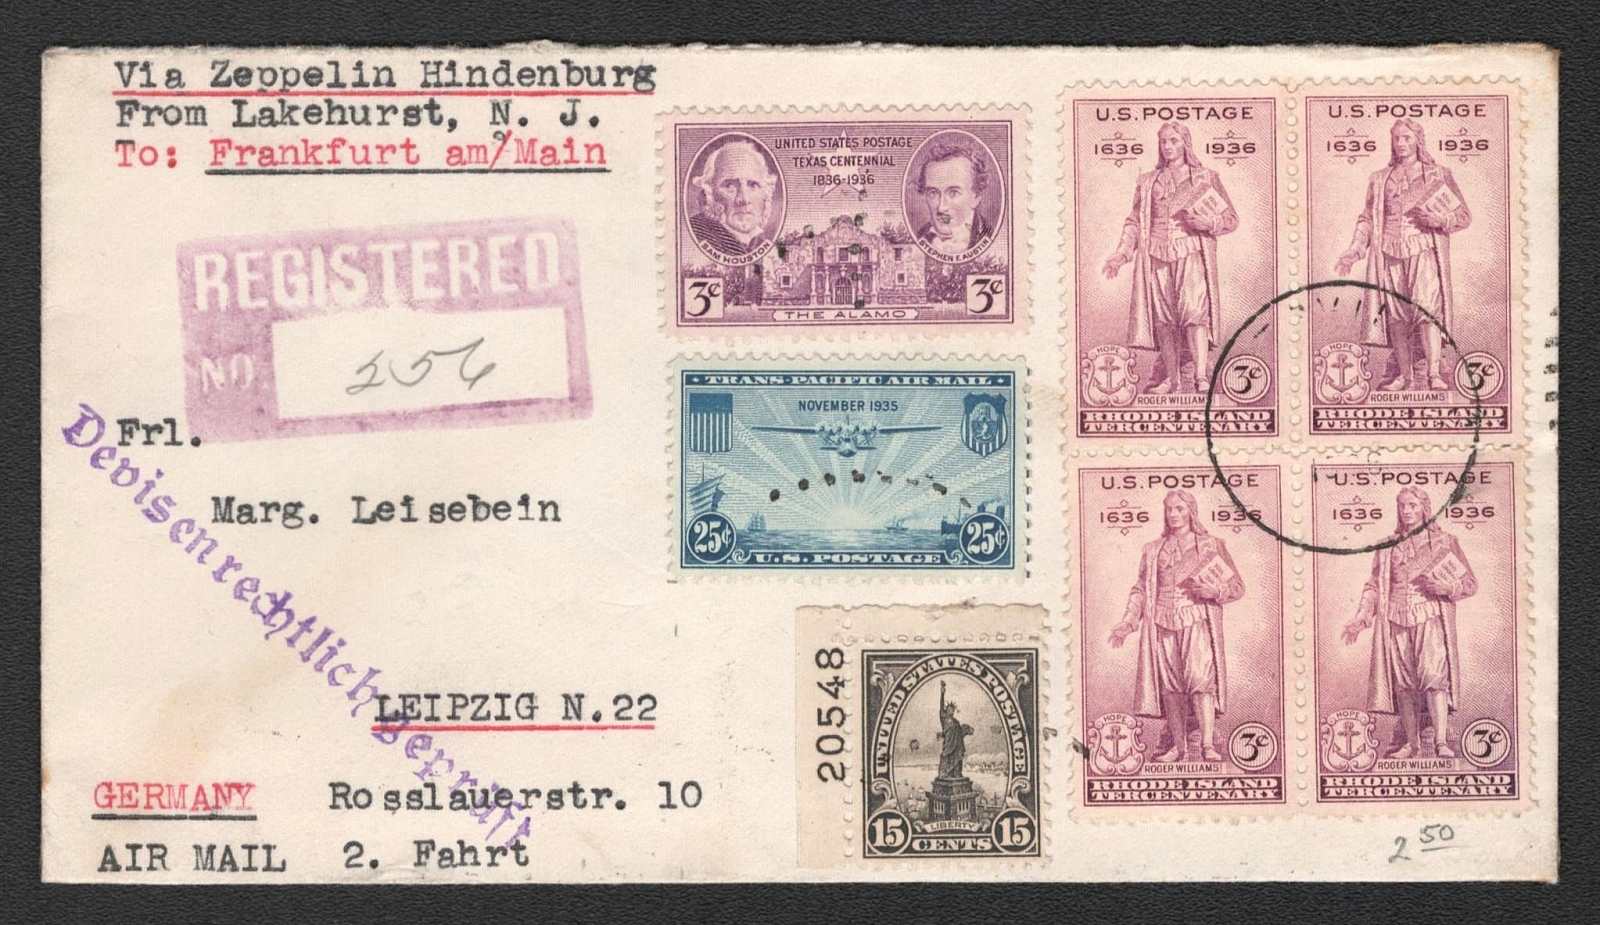 Via Zeppelin Hindenburg
From Lakehurst, N. J.
To: Frankfurt am/Main
REGISTERED
NO. 256
Devisenrechtlich geprüft
Frl.
Marg. Leisebein
LEIPZIG N.22
GERMANY Rosslauerstr. 10
AIR MAIL 2. Fahrt
UNITED STATES POSTAGE
TEXAS CENTENNIAL
1836-1936
SAM HOUSTON
STEPHEN F. AUSTIN
3¢ 3¢
THE ALAMO
TRANS-PACIFIC AIR MAIL
NOVEMBER 1935
25¢ 25¢
U.S. POSTAGE
20548
UNITED STATES POSTAGE
LIBERTY
15 15
CENTS
U.S. POSTAGE
1636 1936
HOPE
3¢
ROGER WILLIAMS
RHODE ISLAND
TERCENTENARY
U.S. POSTAGE
1636 1936
HOPE
3¢
ROGER WILLIAMS
RHODE ISLAND
TERCENTENARY
U.S. POSTAGE
1636 1936
HOPE
3¢
ROGER WILLIAMS
RHODE ISLAND
TERCENTENARY
U.S. POSTAGE
1636 1936
HOPE
3¢
ROGER WILLIAMS
RHODE ISLAND
TERCENTENARY
2 50